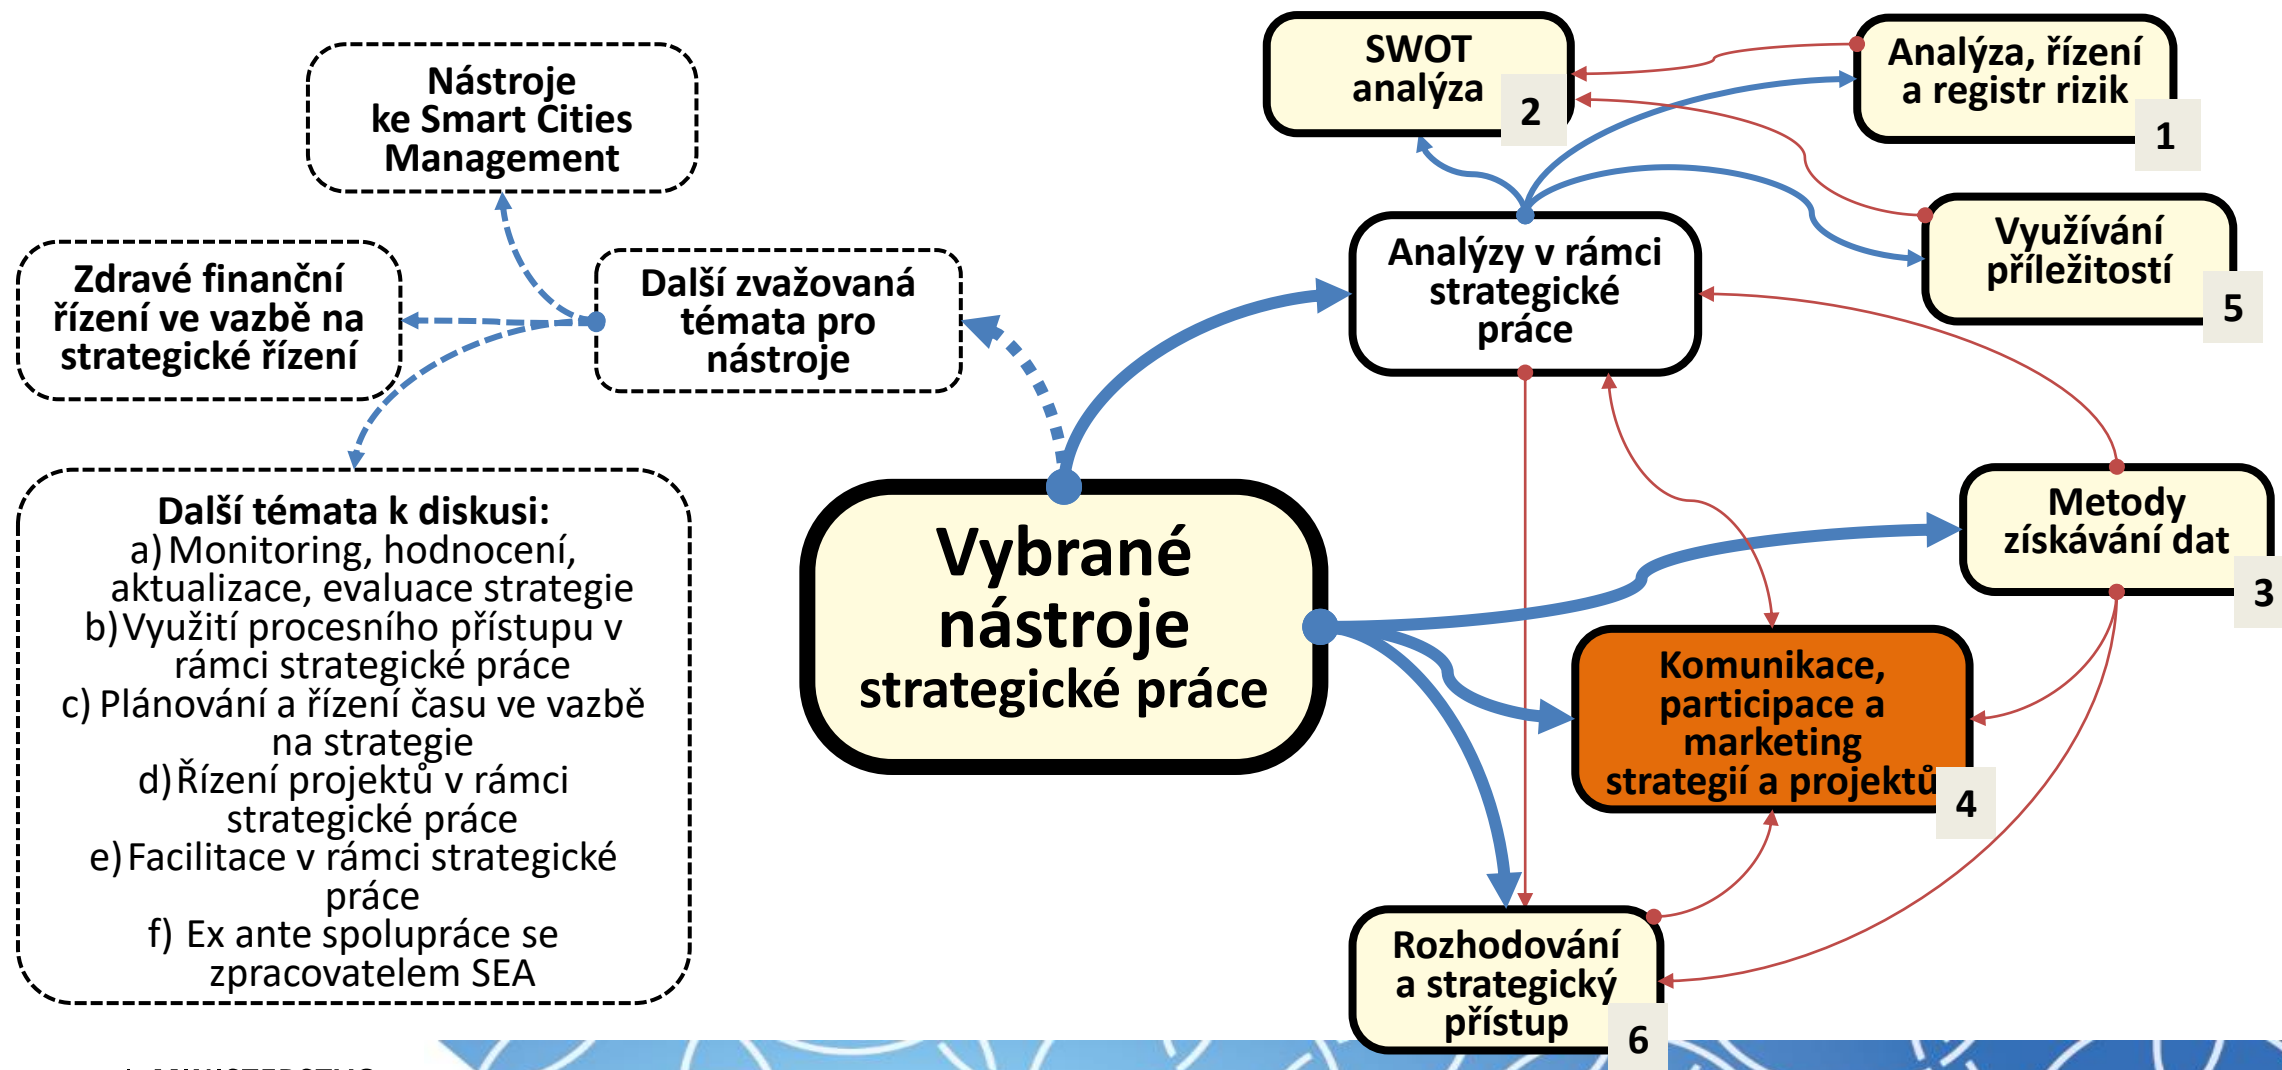 Nástroje
ke Smart Cities
Management
Zdravé finanční
řízení ve vazbě na
strategické řízení
Další zvažovaná
témata pro
nástroje
Další témata k diskusi:
a) Monitoring, hodnocení,
aktualizace, evaluace strategie
b) Využití procesního přístupu v
rámci strategické práce
c) Plánování a řízení času ve vazbě
na strategie
d) Řízení projektů v rámci
strategické práce
e) Facilitace v rámci strategické
práce
f) Ex ante spolupráce se
zpracovatelem SEA
Vybrané
nástroje
strategické práce
SWOT
analýza
2
Analýza, řízení
a registr rizik
1
Využívání
příležitostí
5
Analýzy v rámci
strategické
práce
Metody
získávání dat
3
Komunikace,
participace a
marketing
strategií a projektů
4
Rozhodování
a strategický
přístup
6